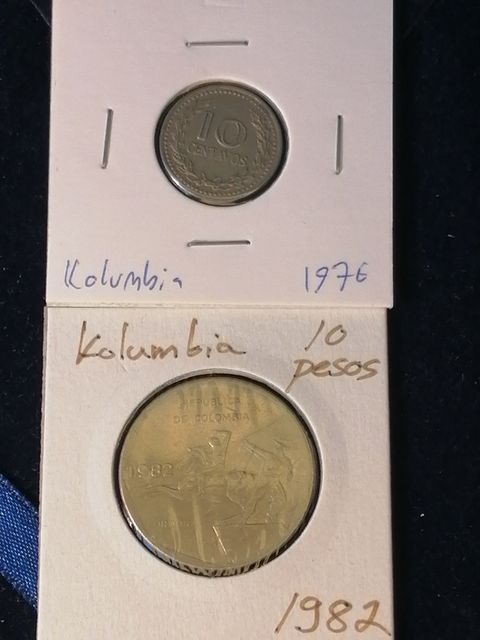 10
CENTAVOS
Kolumbia 1976
Kolumbia 10
pesos
REPUBLICA
DE COLOMBIA
1982
1982